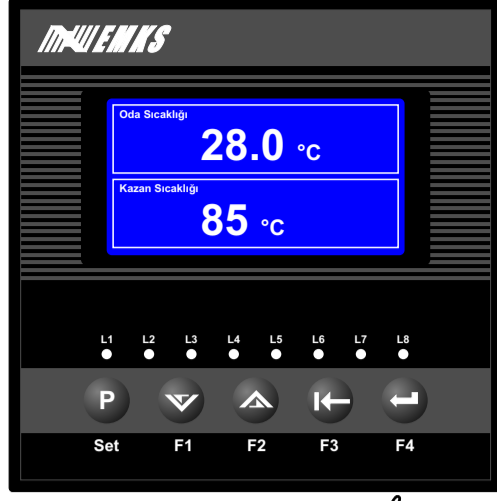 EMKS
Oda Sıcaklığı
28.0 °C
Kazan Sıcaklığı
85 °C
L1 L2 L3 L4 L5 L6 L7 L8
P
Set F1 F2 F3 F4